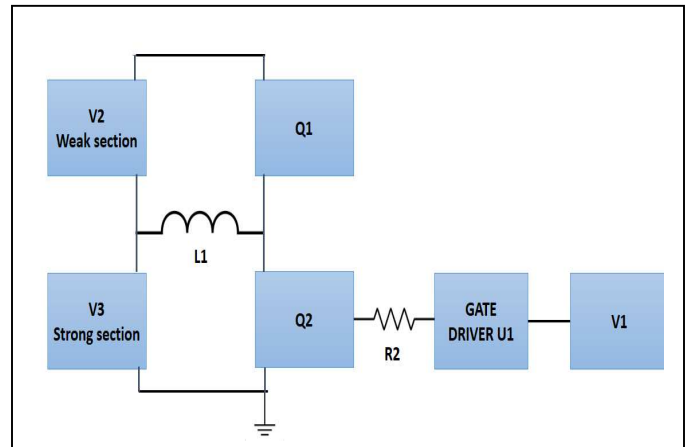 V2
Weak section
Q1
L1
V3
Strong section
Q2
R2
GATE
DRIVER U1
V1